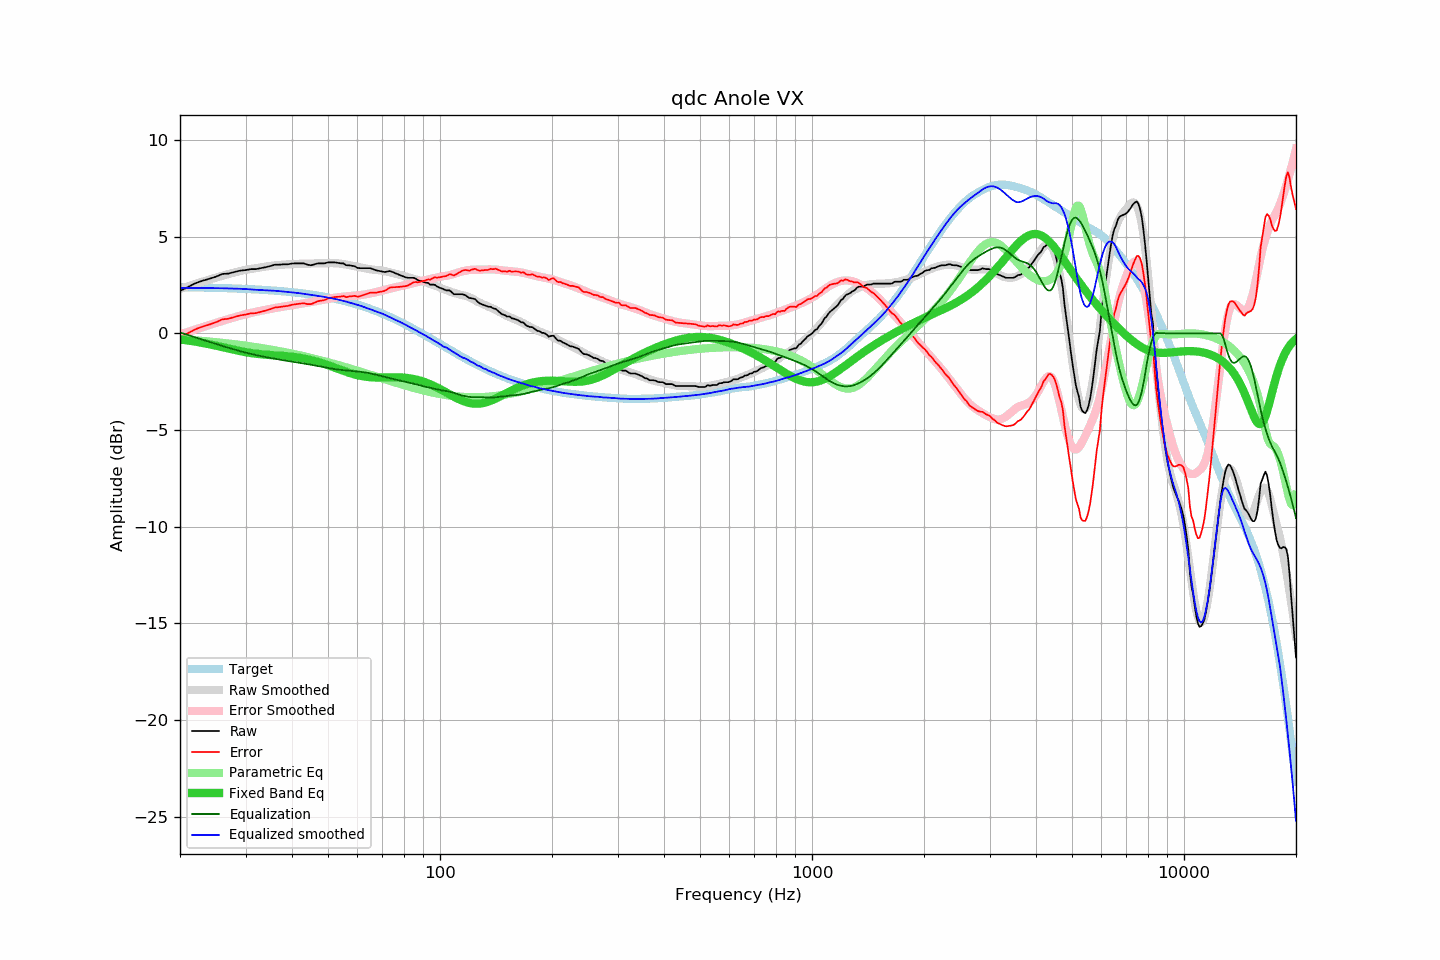 qdc Anole VX
10
5
0
−5
−10
−15
−20
−25
Amplitude (dBr)
Target
Raw Smoothed
Error Smoothed
Raw
Error
Parametric Eq
Fixed Band Eq
Equalization
Equalized smoothed
100
1000
10000
Frequency (Hz)